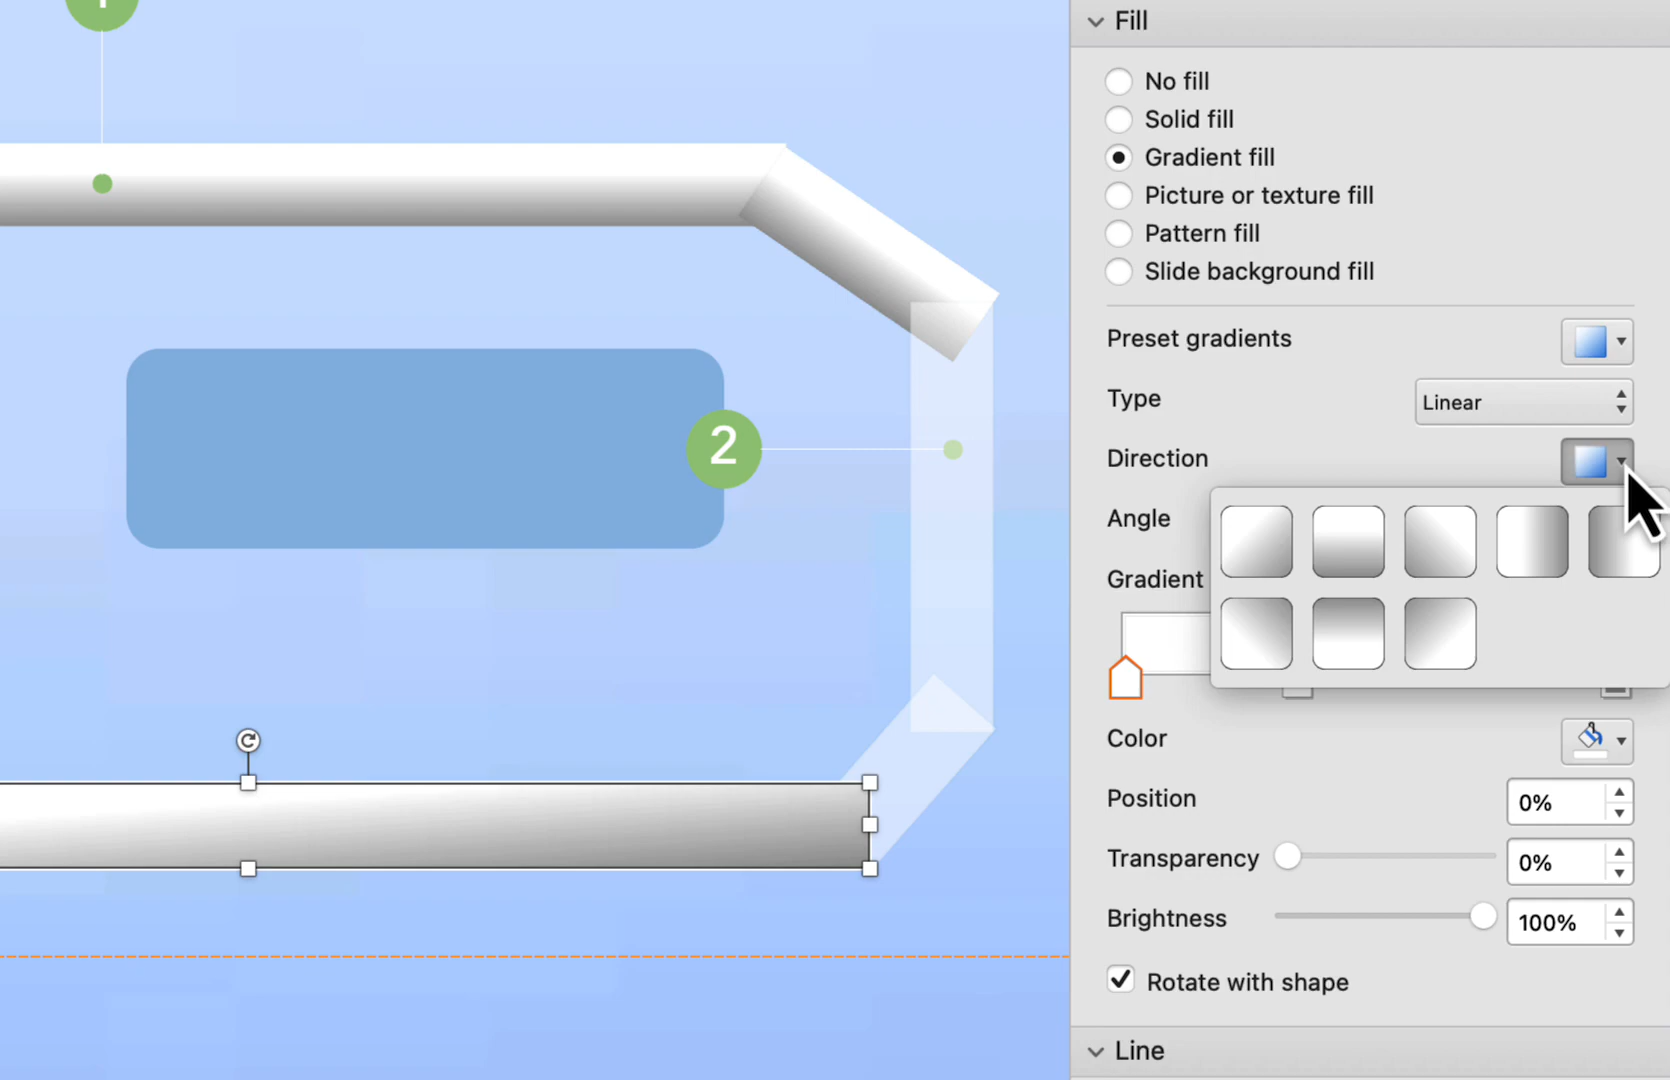 Fill
No fill
Solid fill
Gradient fill
Picture or texture fill
Pattern fill
Slide background fill
Preset gradients
Type
Linear
Direction
2
Angle
Gradient
Color
Position
0%
Transparency
0%
Brightness
100%
Rotate with shape
Line